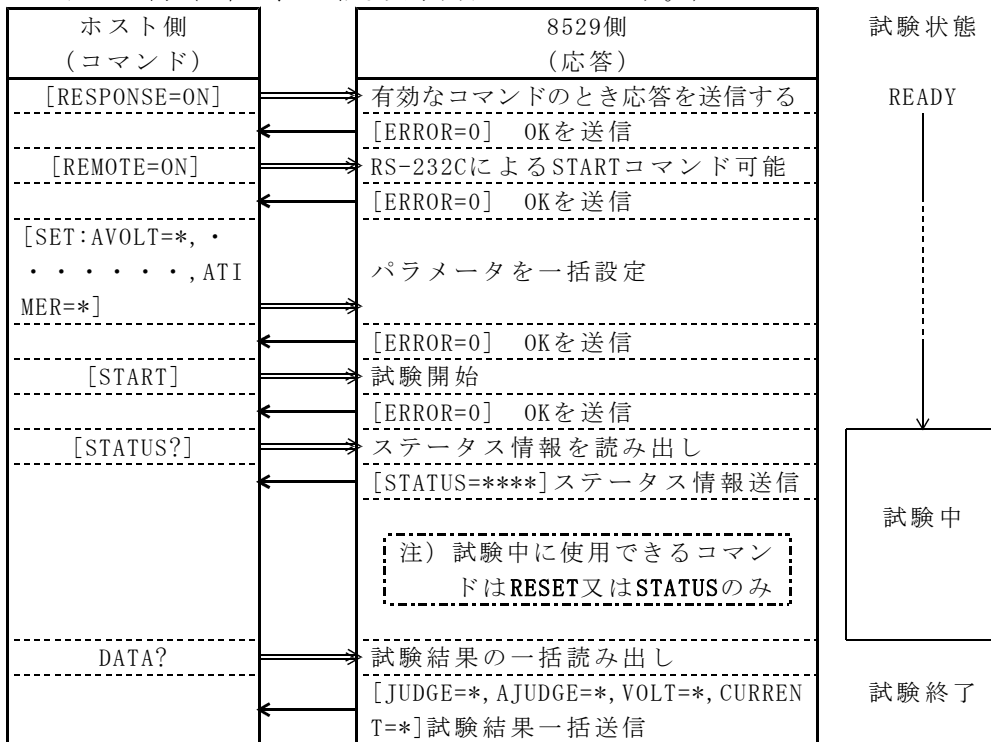 ホスト側 8529側 試験状態
(コマンド) (応答)
[RESPONSE=ON] 有効なコマンドのとき応答を送信する READY
[ERROR=0] OKを送信
[REMOTE=ON] RS-232CによるSTARTコマンド可能
[ERROR=0] OKを送信
[SET:AVOLT=*,・
・・・・・・,ATI パラメータを一括設定
MER=*]
[ERROR=0] OKを送信
[START] 試験開始
[ERROR=0] OKを送信
[STATUS?] ステータス情報を読み出し
[STATUS=****]ステータス情報送信
試験中
注) 試験中に使用できるコマン
ドはRESET又はSTATUSのみ
DATA? 試験結果の一括読み出し
[JUDGE=*,AJUDGE=*,VOLT=*,CURREN 試験終了
T=*]試験結果一括送信